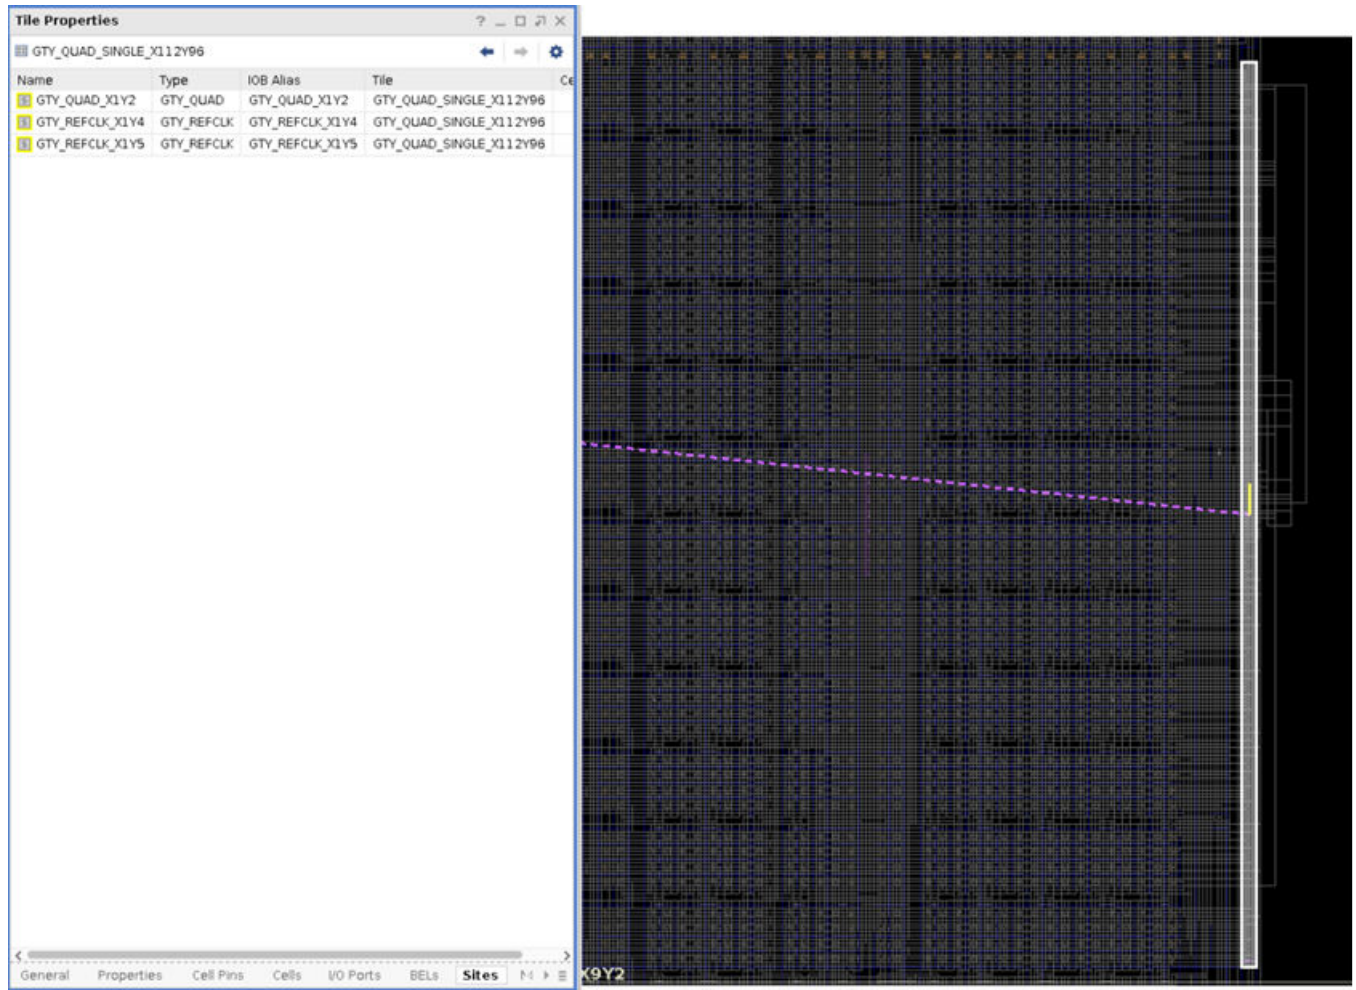 Tile Properties
GTY_QUAD_SINGLE_X112Y96
Name Type IOB Alias Tile Ce
GTY_QUAD_X1Y2 GTY_QUAD GTY_QUAD_X1Y2 GTY_QUAD_SINGLE_X112Y96
GTY_REFCLK_X1Y4 GTY_REFCLK GTY_REFCLK_X1Y4 GTY_QUAD_SINGLE_X112Y96
GTY_REFCLK_X1Y5 GTY_REFCLK GTY_REFCLK_X1Y5 GTY_QUAD_SINGLE_X112Y96
General Properties Cell Pins Cells I/O Ports BELs Sites
X9Y2